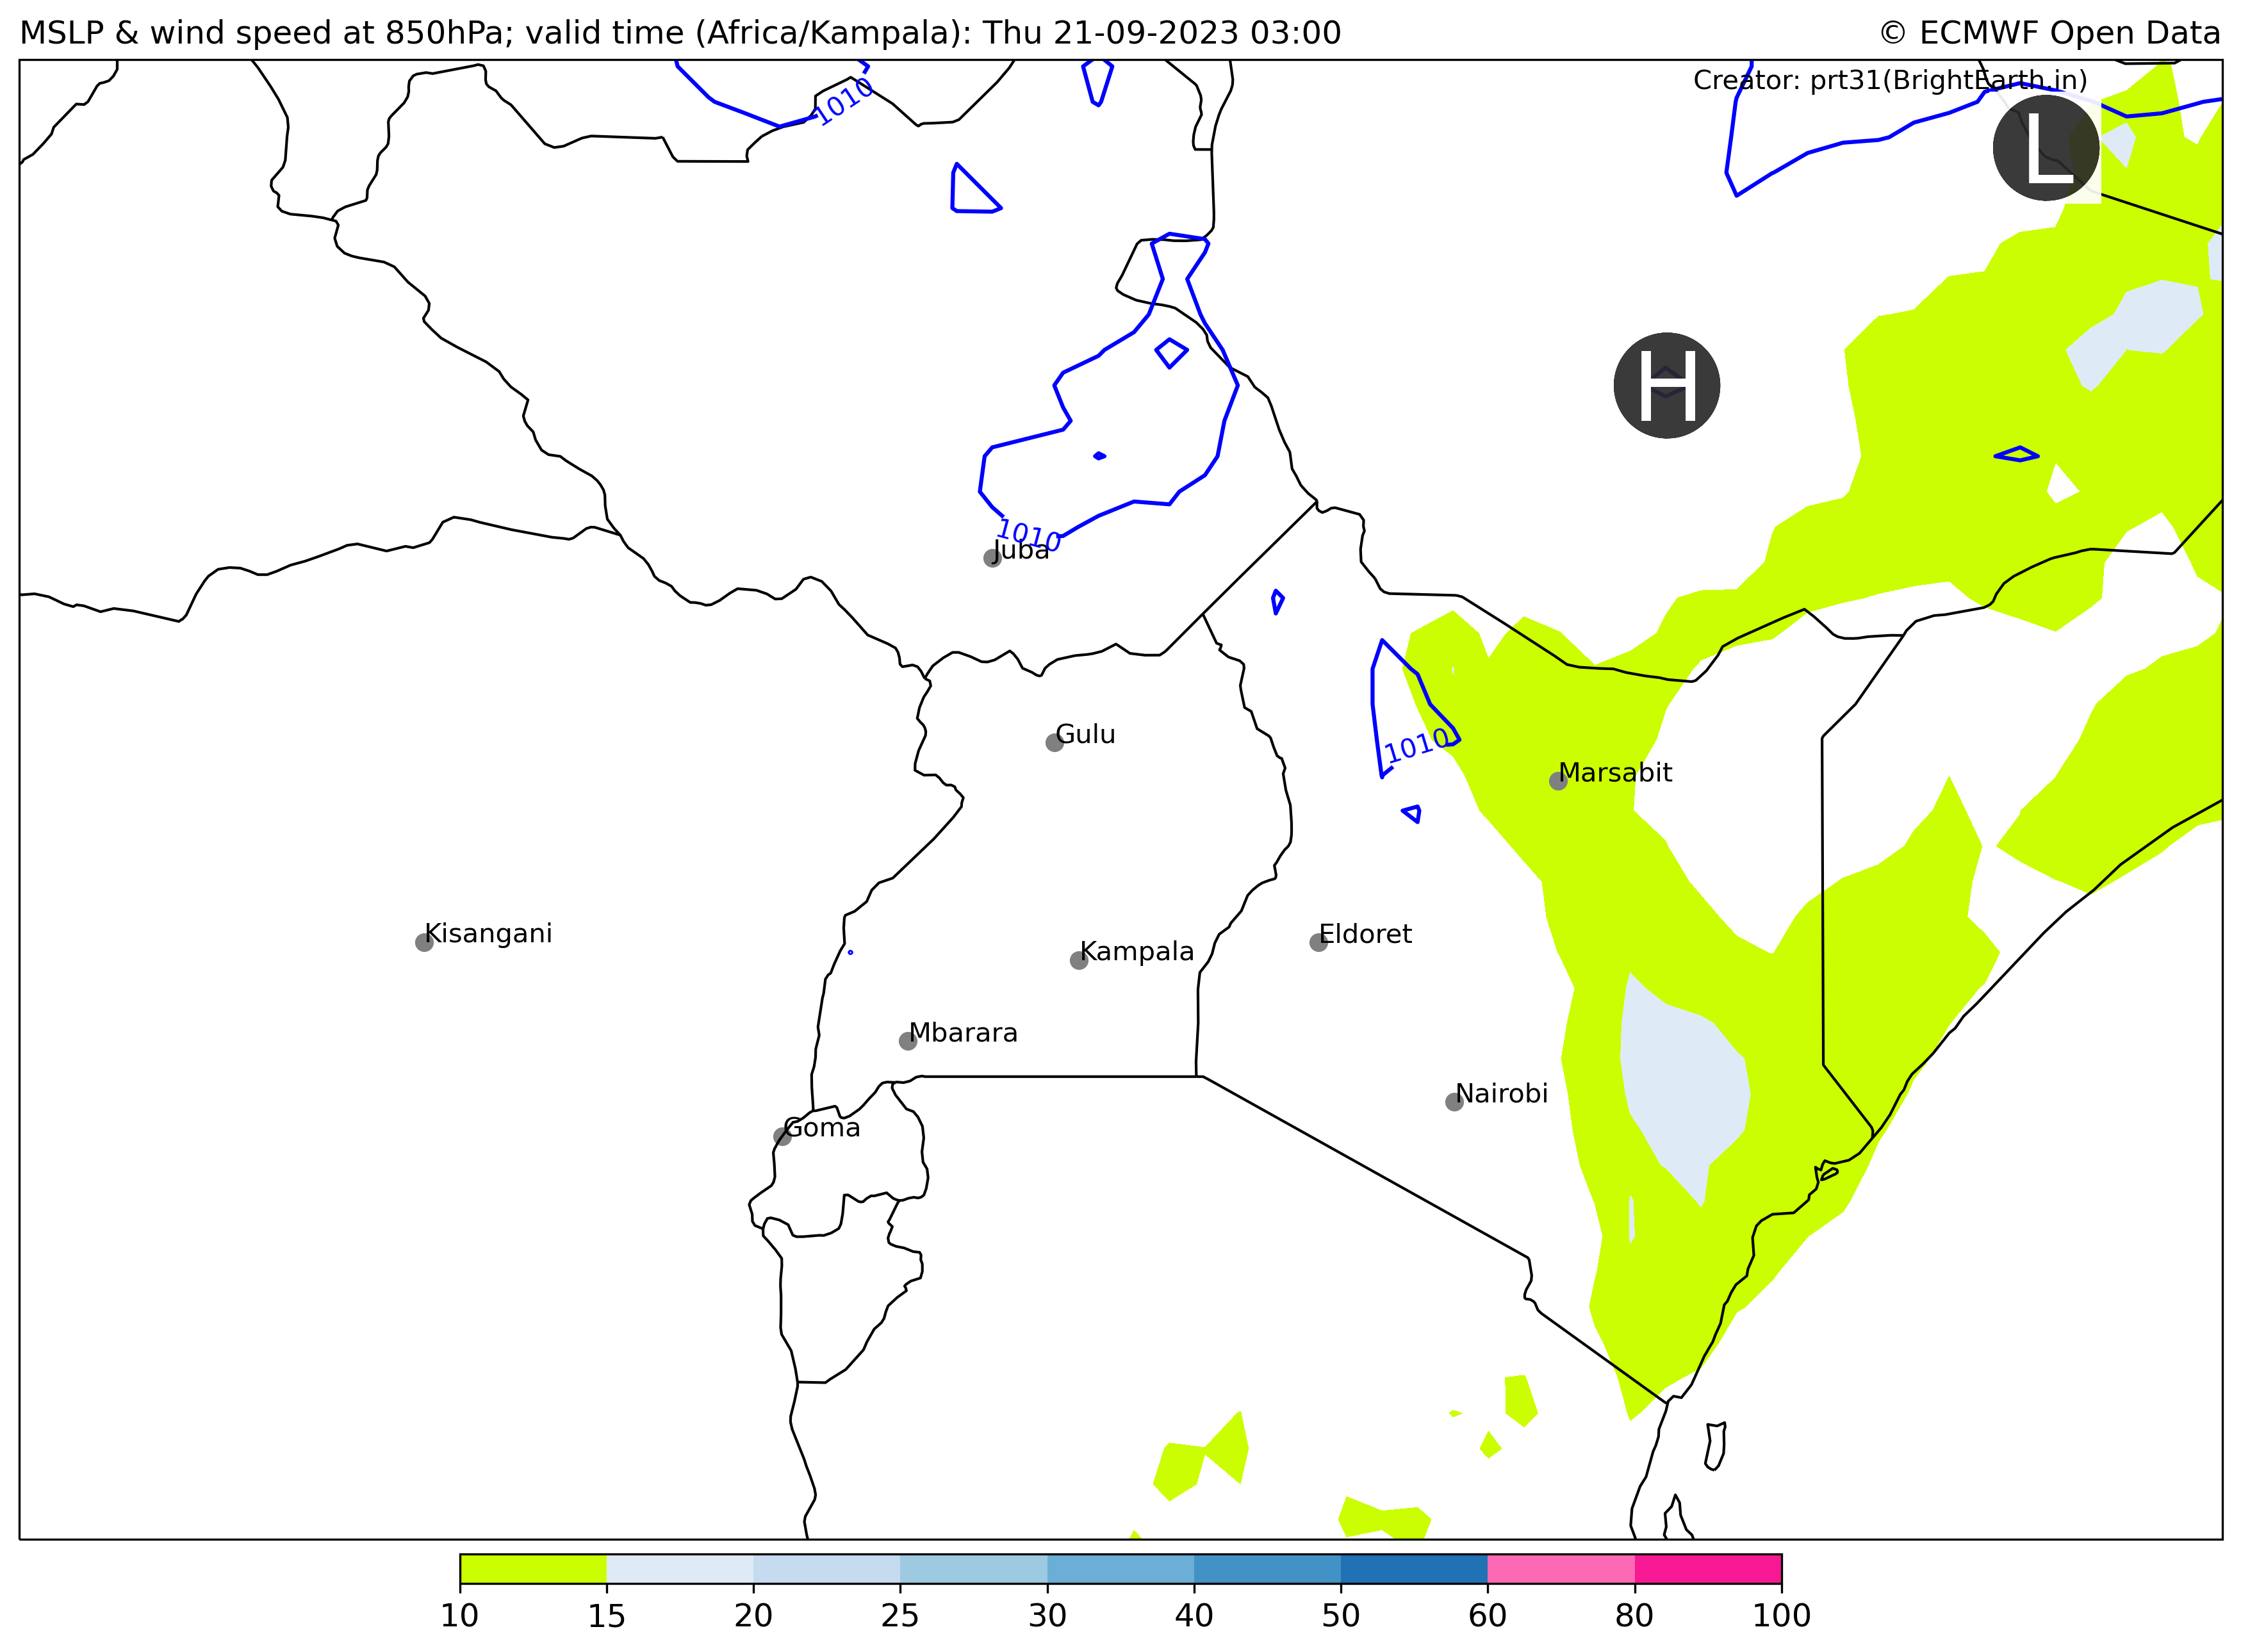 MSLP & wind speed at 850hPa; valid time (Africa/Kampala): Thu 21-09-2023 03:00
© ECMWF Open Data
Creator: prt31(BrightEarth.in)
1010
L
H
1010
Juba
Gulu
1010
Marsabit
Kisangani
Eldoret
Kampala
Mbarara
Nairobi
Goma
10 15 20 25 30 40 50 60 80 100